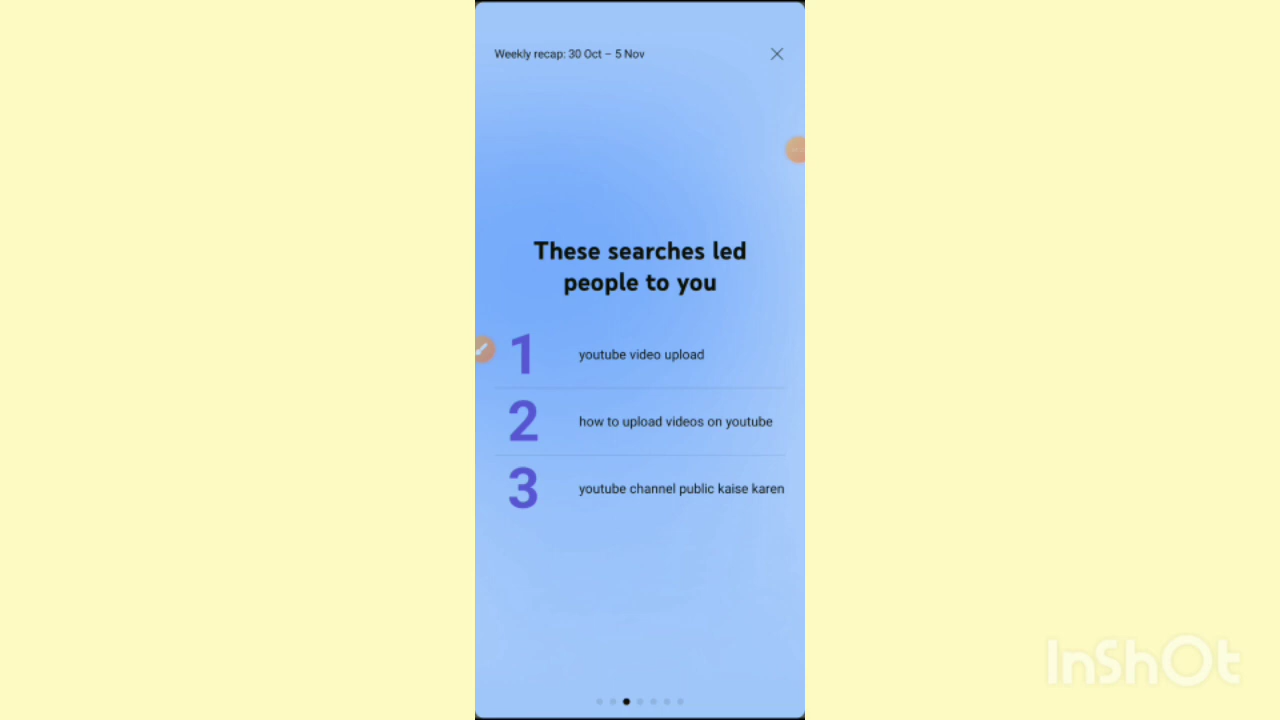 Weekly recap: 30 Oct – 5 Nov
These searches led
people to you
1 youtube video upload
2 how to upload videos on youtube
3 youtube channel public kaise karen
InShOt